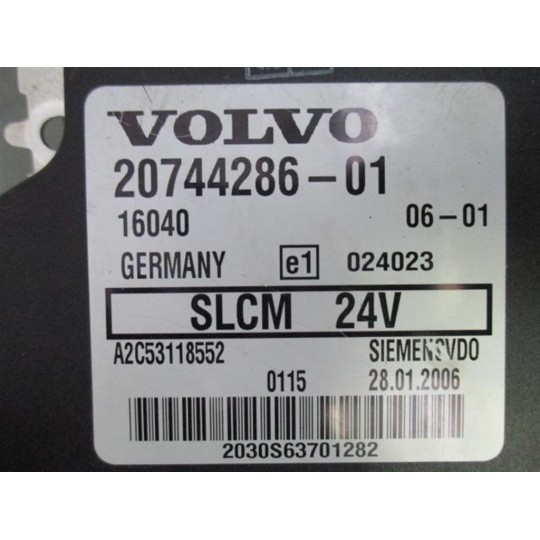 VOLVO
20744286-01
16040 06-01
GERMANY e1 024023
SLCM 24V
A2C53118552 SIEMENSVDO
0115 28.01.2006
2030S63701282